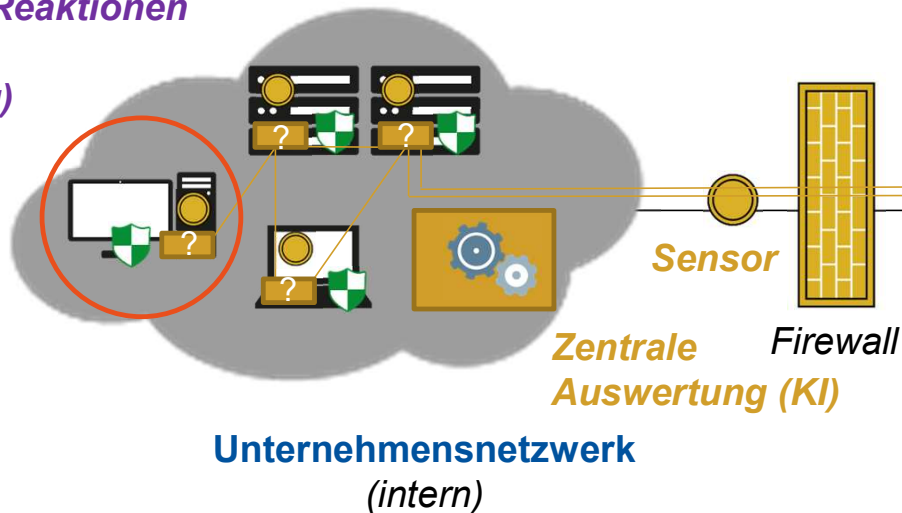 Reaktionen
)
?
?
?
?
Sensor
Zentrale
Auswertung (KI)
Firewall
Unternehmensnetzwerk
(intern)